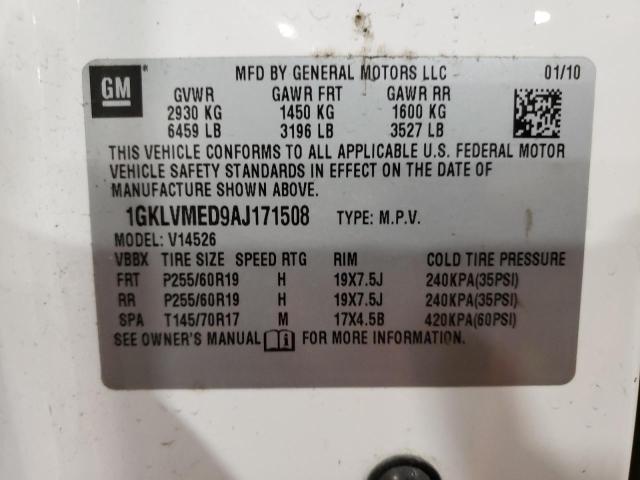 GM
MFD BY GENERAL MOTORS LLC 01/10
GVWR GAWR FRT GAWR RR
2930 KG 1450 KG 1600 KG
6459 LB 3196 LB 3527 LB
THIS VEHICLE CONFORMS TO ALL APPLICABLE U.S. FEDERAL MOTOR
VEHICLE SAFETY STANDARDS IN EFFECT ON THE DATE OF
MANUFACTURE SHOWN ABOVE.
1GKLVMED9AJ171508 TYPE: M.P.V.
MODEL: V14526
VBBX TIRE SIZE SPEED RTG RIM COLD TIRE PRESSURE
FRT P255/60R19 H 19X7.5J 240KPA(35PSI)
RR P255/60R19 H 19X7.5J 240KPA(35PSI)
SPA T145/70R17 M 17X4.5B 420KPA(60PSI)
SEE OWNER'S MANUAL FOR MORE INFORMATION.